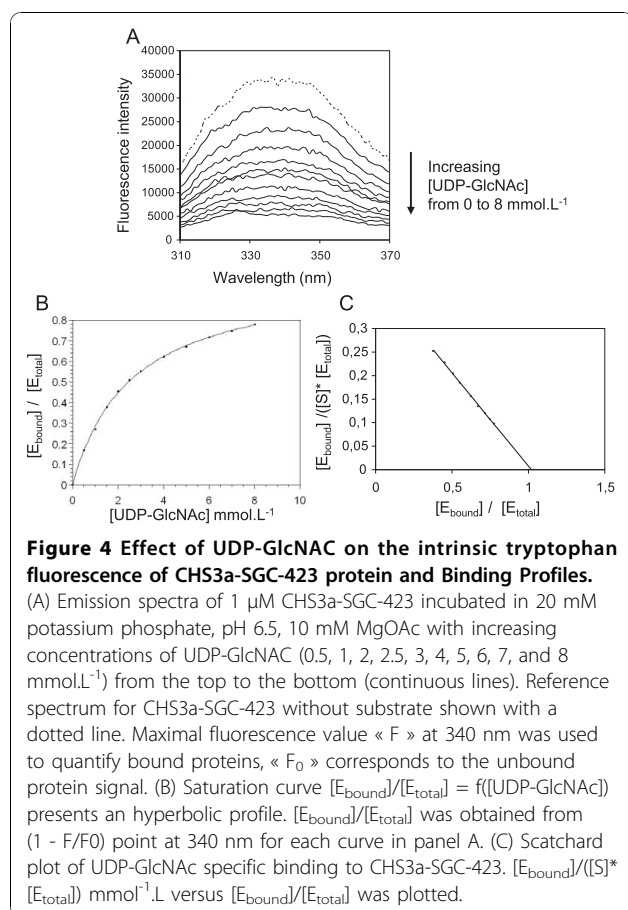 A
40000
35000
30000
25000
20000
15000
10000
5000
0
Fluorescence intensity
310 330 350 370
Wavelength (nm)
Increasing
[UDP-GlcNAc]
from 0 to 8 mmol.L-1
B
0.8
0.7
0.6
0.5
0.4
0.3
0.2
0.1
0
[Ebound] / [Etotal]
0 2 4 6 8 10
[UDP-GlcNAc] mmol.L-1
C
0,3
0,25
0,2
0,15
0,1
0,05
0
[Ebound] /([S]* [Etotal])
0 0,5 1 1,5
[Ebound] / [Etotal]
Figure 4 Effect of UDP-GlcNAC on the intrinsic tryptophan
fluorescence of CHS3a-SGC-423 protein and Binding Profiles.
(A) Emission spectra of 1 μM CHS3a-SGC-423 incubated in 20 mM
potassium phosphate, pH 6.5, 10 mM MgOAc with increasing
concentrations of UDP-GlcNAC (0.5, 1, 2, 2.5, 3, 4, 5, 6, 7, and 8
mmol.L-1) from the top to the bottom (continuous lines). Reference
spectrum for CHS3a-SGC-423 without substrate shown with a
dotted line. Maximal fluorescence value « F » at 340 nm was used
to quantify bound proteins, « F0 » corresponds to the unbound
protein signal. (B) Saturation curve [Ebound]/[Etotal] = f([UDP-GlcNAc])
presents an hyperbolic profile. [Ebound]/[Etotal] was obtained from
(1 - F/F0) point at 340 nm for each curve in panel A. (C) Scatchard
plot of UDP-GlcNAc specific binding to CHS3a-SGC-423. [Ebound]/([S]*
[Etotal]) mmol-1.L versus [Ebound]/[Etotal] was plotted.